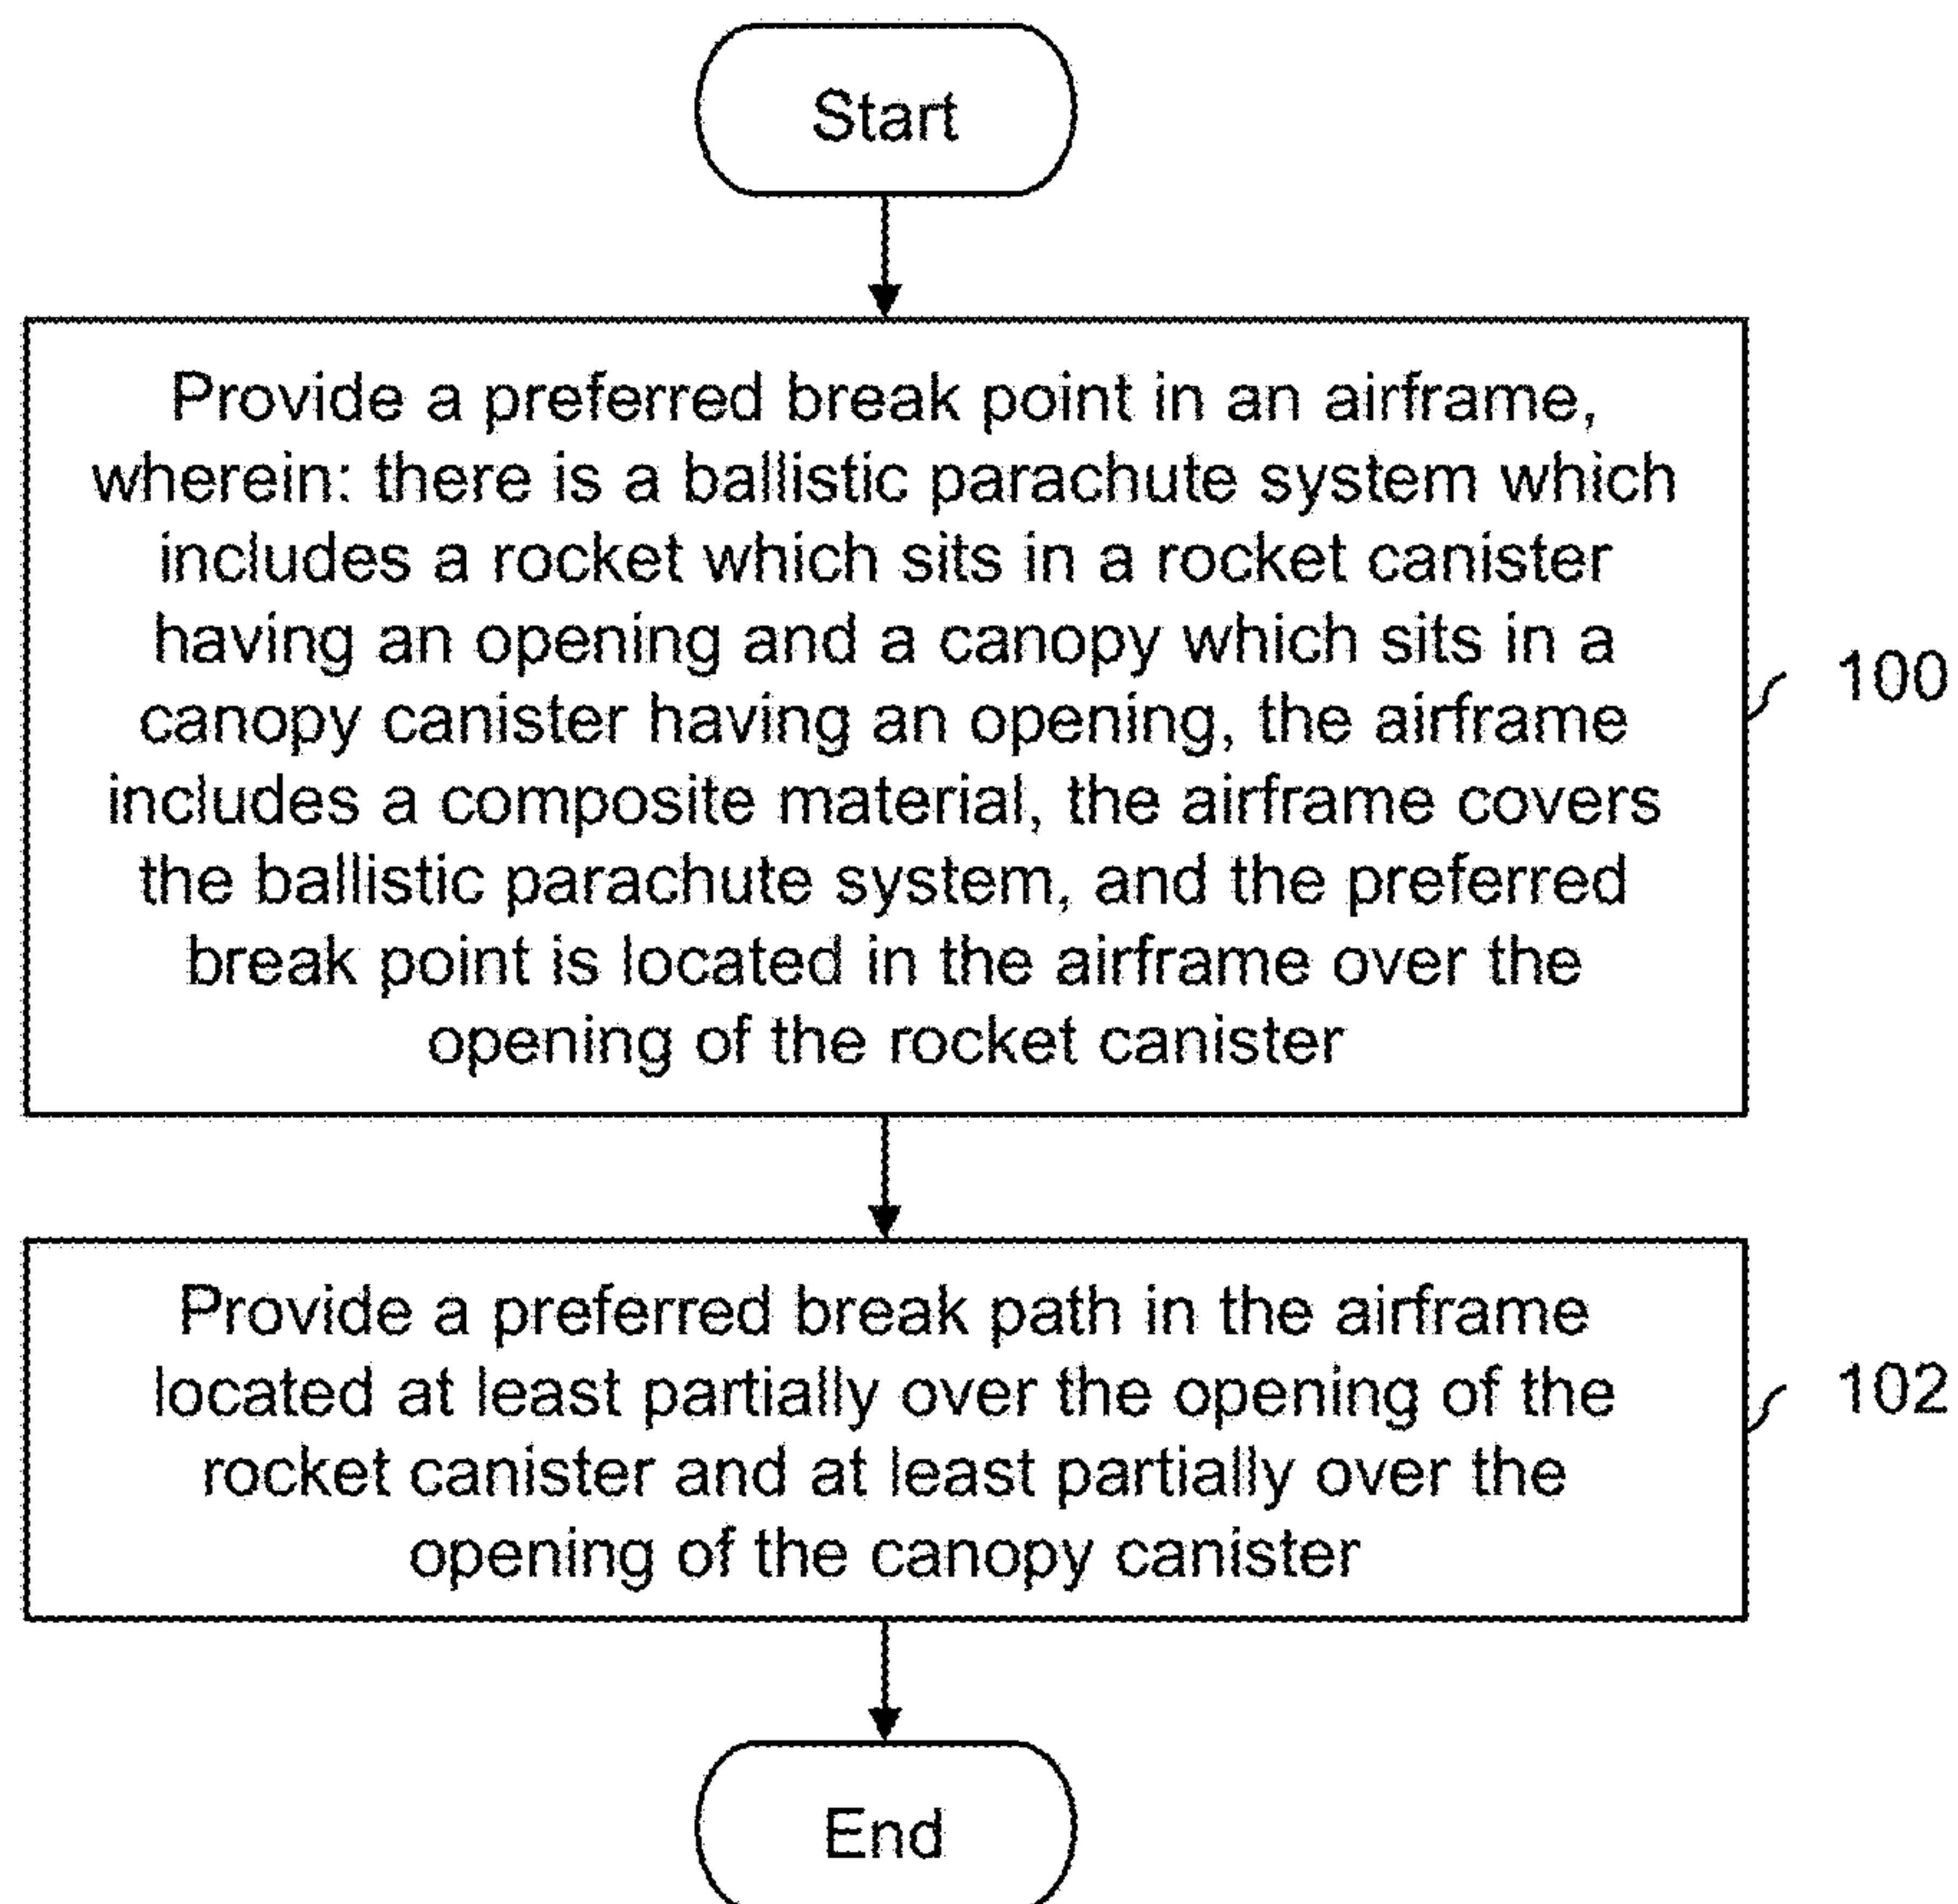 Start
Provide a preferred break point in an airframe,
wherein: there is a ballistic parachute system which
includes a rocket which sits in a rocket canister
having an opening and a canopy which sits in a
canopy canister having an opening, the airframe
includes a composite material, the airframe covers
the ballistic parachute system, and the preferred
break point is located in the airframe over the
opening of the rocket canister
100
Provide a preferred break path in the airframe
located at least partially over the opening of the
rocket canister and at least partially over the
opening of the canopy canister
102
End